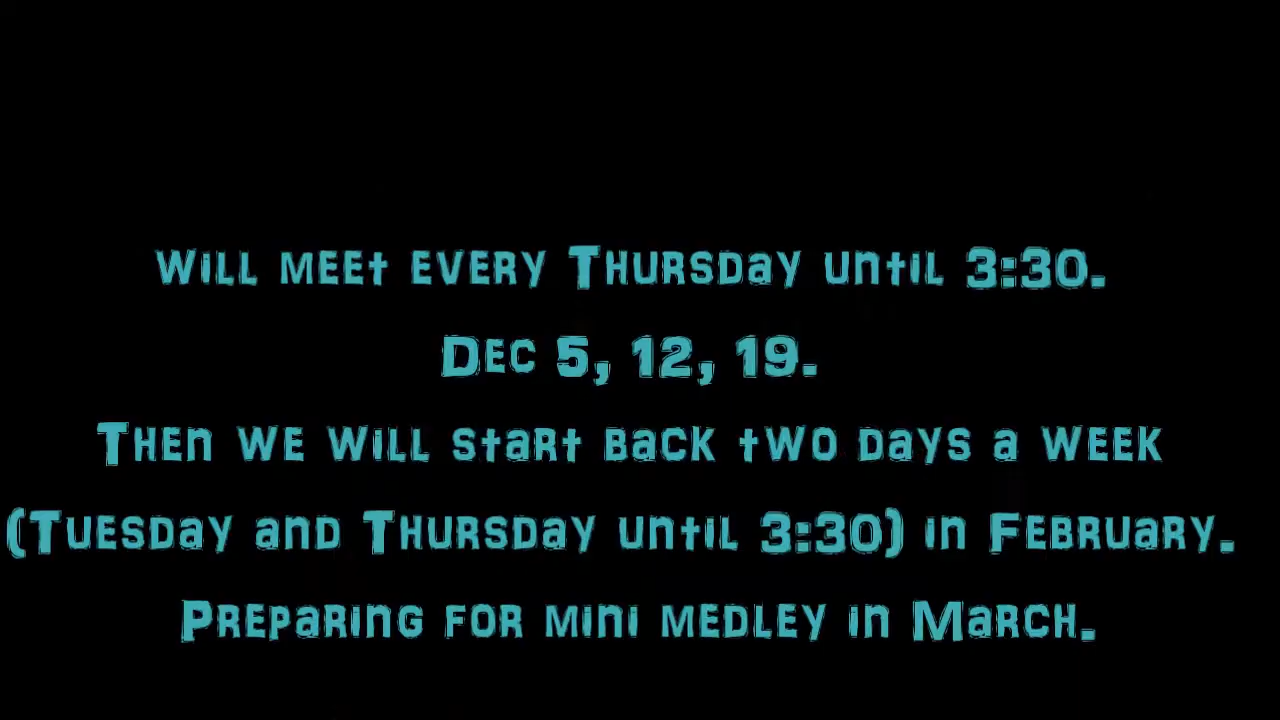 will meet every Thursday until 3:30.
Dec 5, 12, 19.
Then we will start back two days a week
(Tuesday and Thursday until 3:30) in February.
Preparing for mini medley in March.